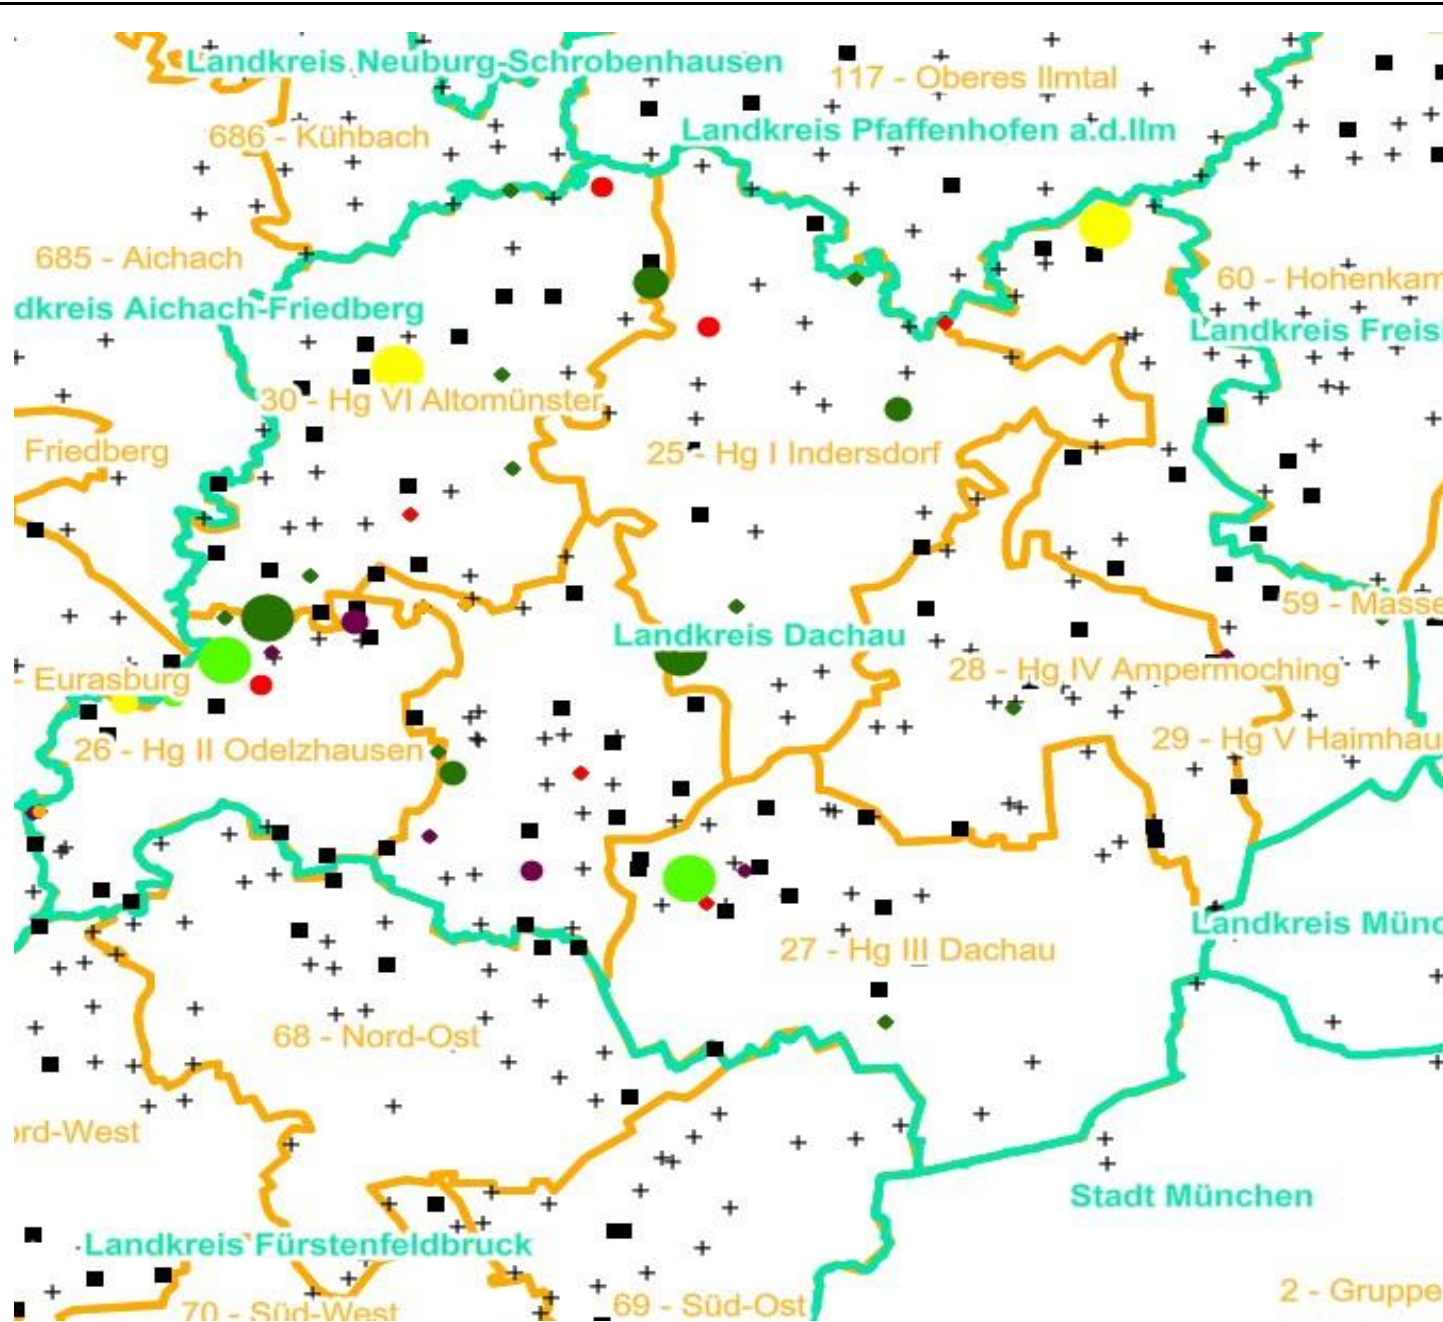 Landkreis Neuburg-Schrobenhausen
117 - Oberes Ilmtal
686 - Kühbach
Landkreis Pfaffenhofen a.d.Ilm
685 - Aichach
60 - Hohenkam
dkreis Aichach-Friedberg
Landkreis Freis
30 - Hg VI Altomünster
Friedberg
25 - Hg I Indersdorf
59 - Masse
Landkreis Dachau
28 - Hg IV Ampermoching
- Eurasburg
26 - Hg II Odelzhausen
29 - Hg V Haimhau
Landkreis Münc
27 - Hg III Dachau
68 - Nord-Ost
ord-West
Stadt München
Landkreis Fürstenfeldbruck
2 - Gruppe
69 - Süd-Ost
70 - Süd-West